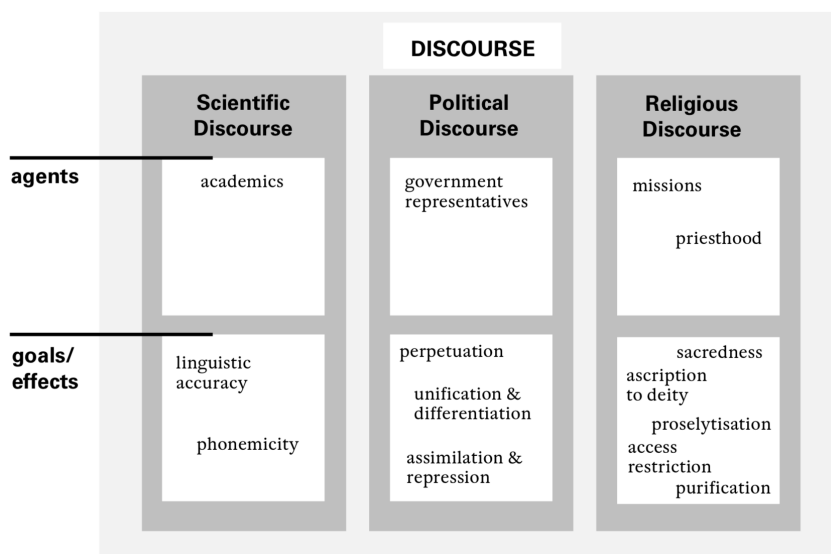 DISCOURSE
Scientific
Discourse
Political
Discourse
Religious
Discourse
agents
academics
government
representatives
missions
priesthood
goals/
effects
linguistic
accuracy
phonemicity
perpetuation
unification &
differentiation
assimilation &
repression
sacredness
ascription
to deity
proselytisation
access
restriction
purification